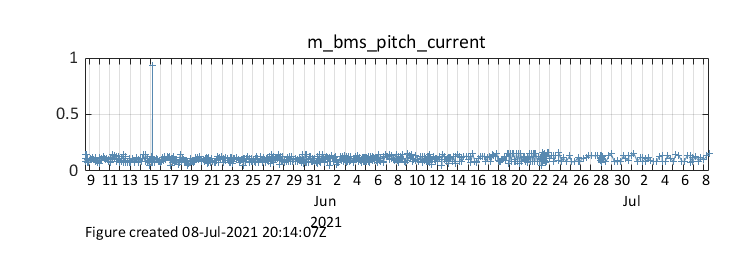 m_bms_pitch_current
1
0.5
0
9 11 13 15 17 19 21 23 25 27 29 31 2 4 6 8 10 12 14 16 18 20 22 24 26 28 30 2 4 6 8
Jun Jul
2021
Figure created 08-Jul-2021 20:14:07Z